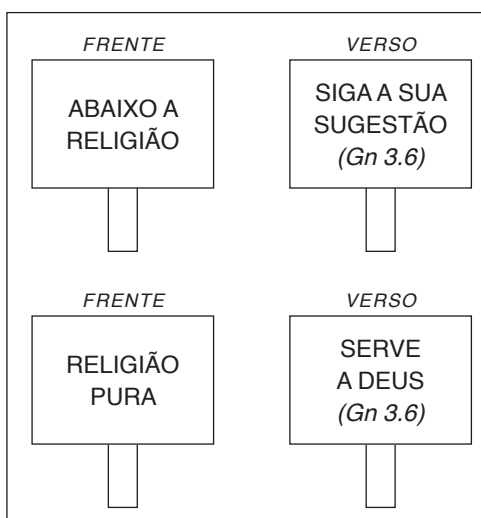 FRENTE
VERSO
ABAIXO A
RELIGIÃO
SIGA A SUA
SUGESTÃO
(Gn 3.6)
FRENTE
VERSO
RELIGIÃO
PURA
SERVE
A DEUS
(Gn 3.6)